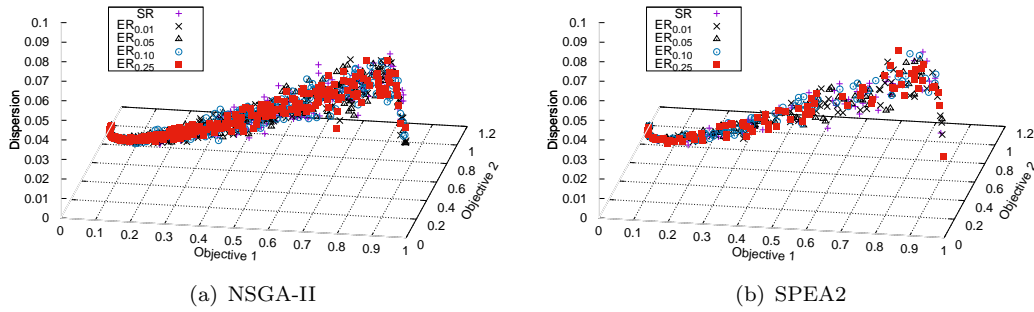 0.1
0.09
0.08
0.07
0.06
0.05
0.04
0.03
0.02
0.01
0
Dispersion
SR
ER0.01
ER0.05
ER0.10
ER0.25
0 0.1 0.2 0.3 0.4 0.5 0.6 0.7 0.8 0.9 1
Objective 1
0 0.2 0.4 0.6 0.8 1 1.2
Objective 2
(a) NSGA-II
0.1
0.09
0.08
0.07
0.06
0.05
0.04
0.03
0.02
0.01
0
Dispersion
SR
ER0.01
ER0.05
ER0.10
ER0.25
0 0.1 0.2 0.3 0.4 0.5 0.6 0.7 0.8 0.9 1
Objective 1
0 0.2 0.4 0.6 0.8 1 1.2
Objective 2
(b) SPEA2